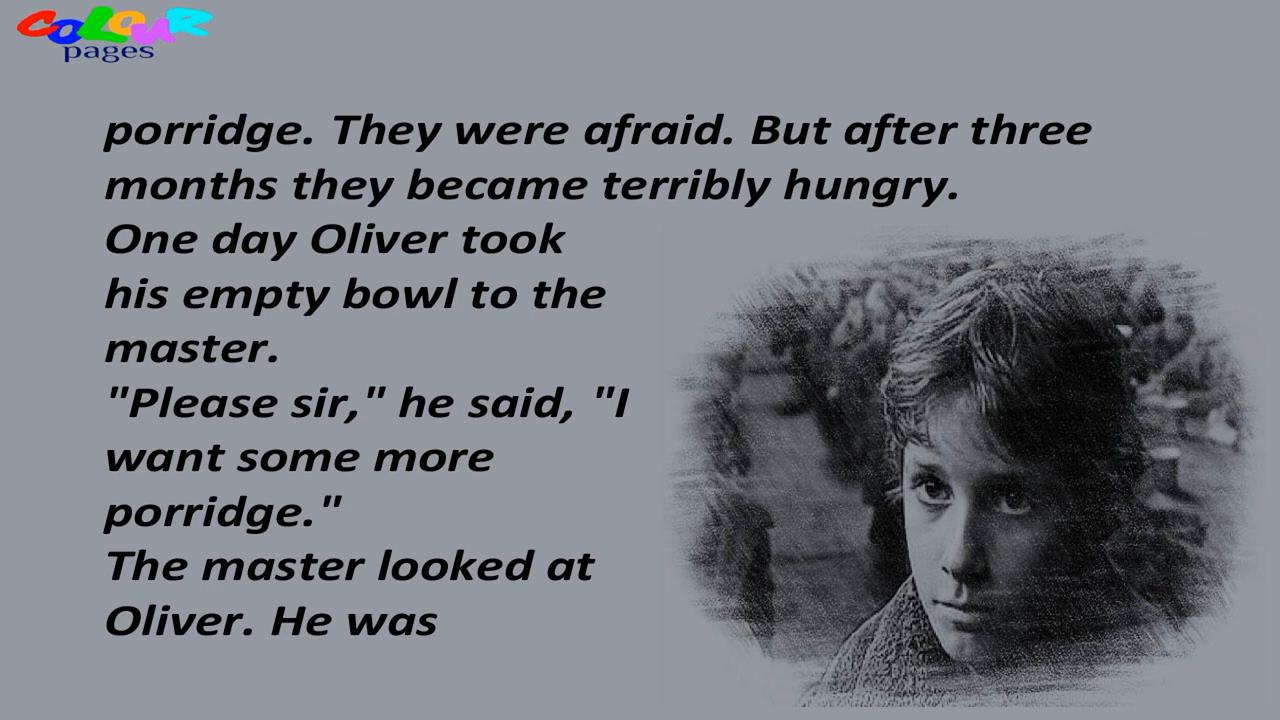 COLOUR
pages
porridge. They were afraid. But after three
months they became terribly hungry.
One day Oliver took
his empty bowl to the
master.
"Please sir," he said, "I
want some more
porridge."
The master looked at
Oliver. He was